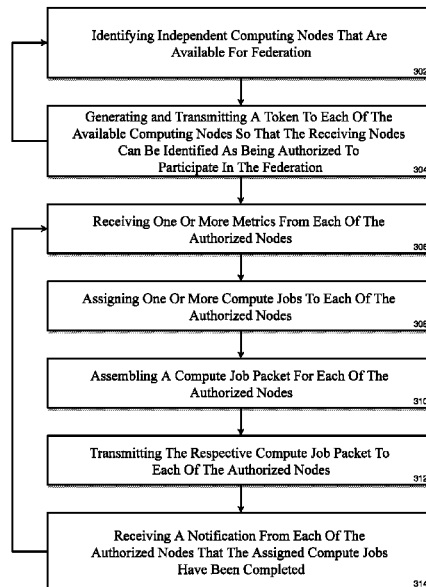 Identifying Independent Computing Nodes That Are
Available For Federation
302
Generating and Transmitting A Token To Each Of The
Available Computing Nodes So That The Receiving Nodes
Can Be Identified As Being Authorized To
Participate In The Federation
304
Receiving One Or More Metrics From Each Of The
Authorized Nodes
306
Assigning One Or More Compute Jobs To Each Of The
Authorized Nodes
308
Assembling A Compute Job Packet For Each Of The
Authorized Nodes
310
Transmitting The Respective Compute Job Packet To
Each Of The Authorized Nodes
312
Receiving A Notification From Each Of The
Authorized Nodes That The Assigned Compute Jobs
Have Been Completed
314